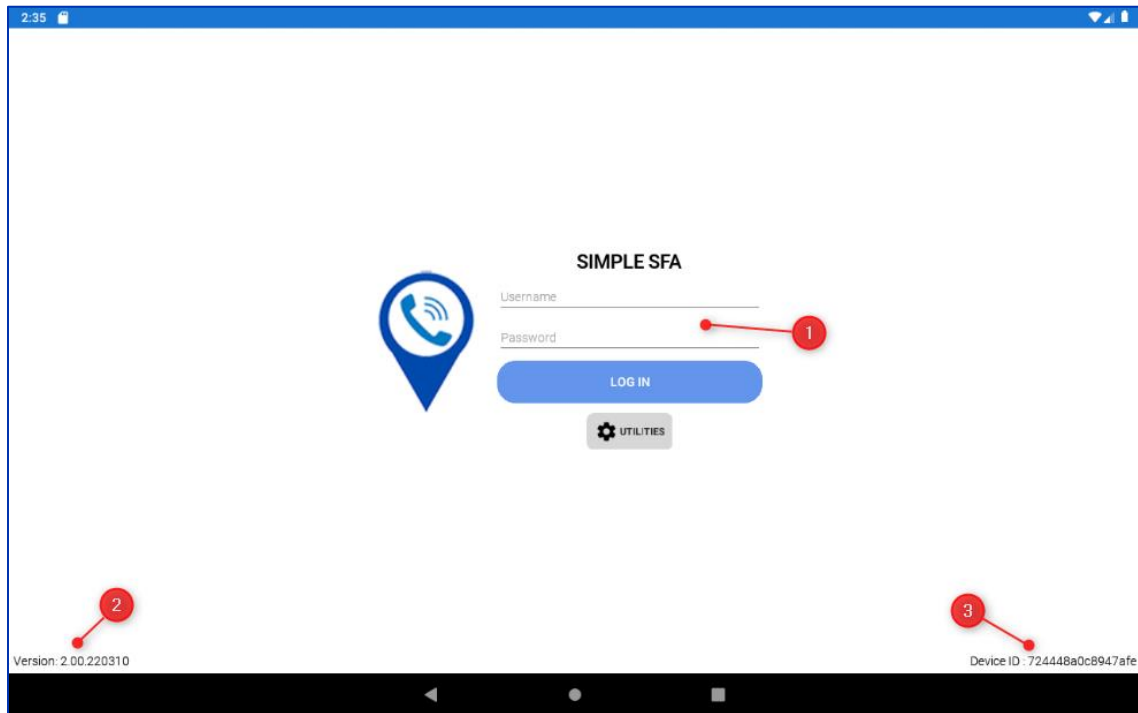 2:35
SIMPLE SFA
Username
1
Password
LOG IN
UTILITIES
2
3
Version: 2.00.220310
Device ID : 724448a0c8947afe